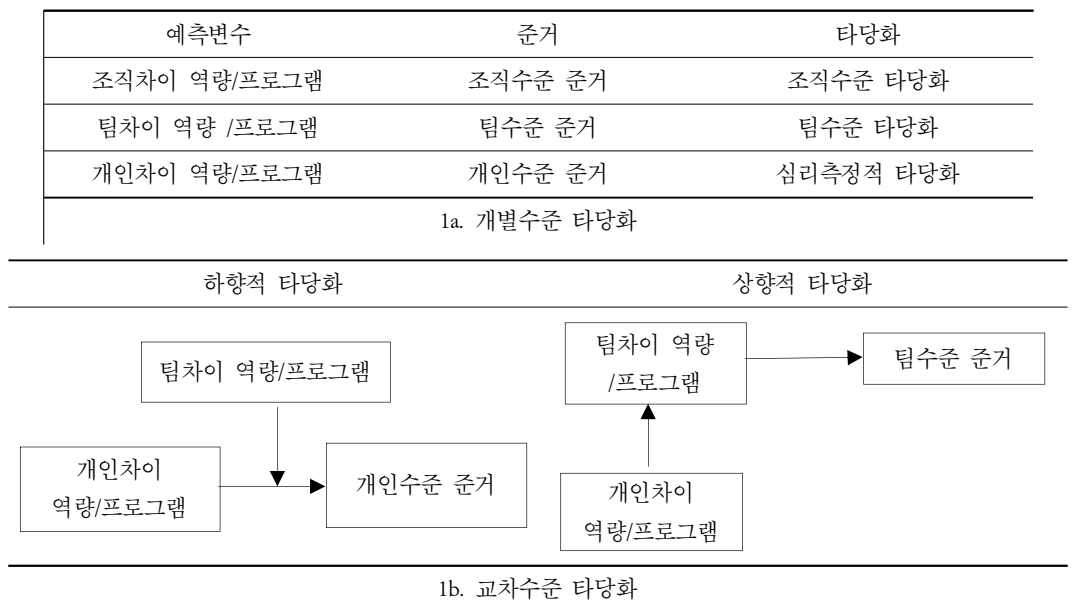 예측변수 준거 타당화
조직차이 역량/프로그램 조직수준 준거 조직수준 타당화
팀차이 역량 /프로그램 팀수준 준거 팀수준 타당화
개인차이 역량/프로그램 개인수준 준거 심리측정적 타당화
1a. 개별수준 타당화
하향적 타당화 상향적 타당화
팀차이 역량/프로그램
개인차이
역량/프로그램
개인수준 준거
팀차이 역량
/프로그램
팀수준 준거
개인차이
역량/프로그램
1b. 교차수준 타당화